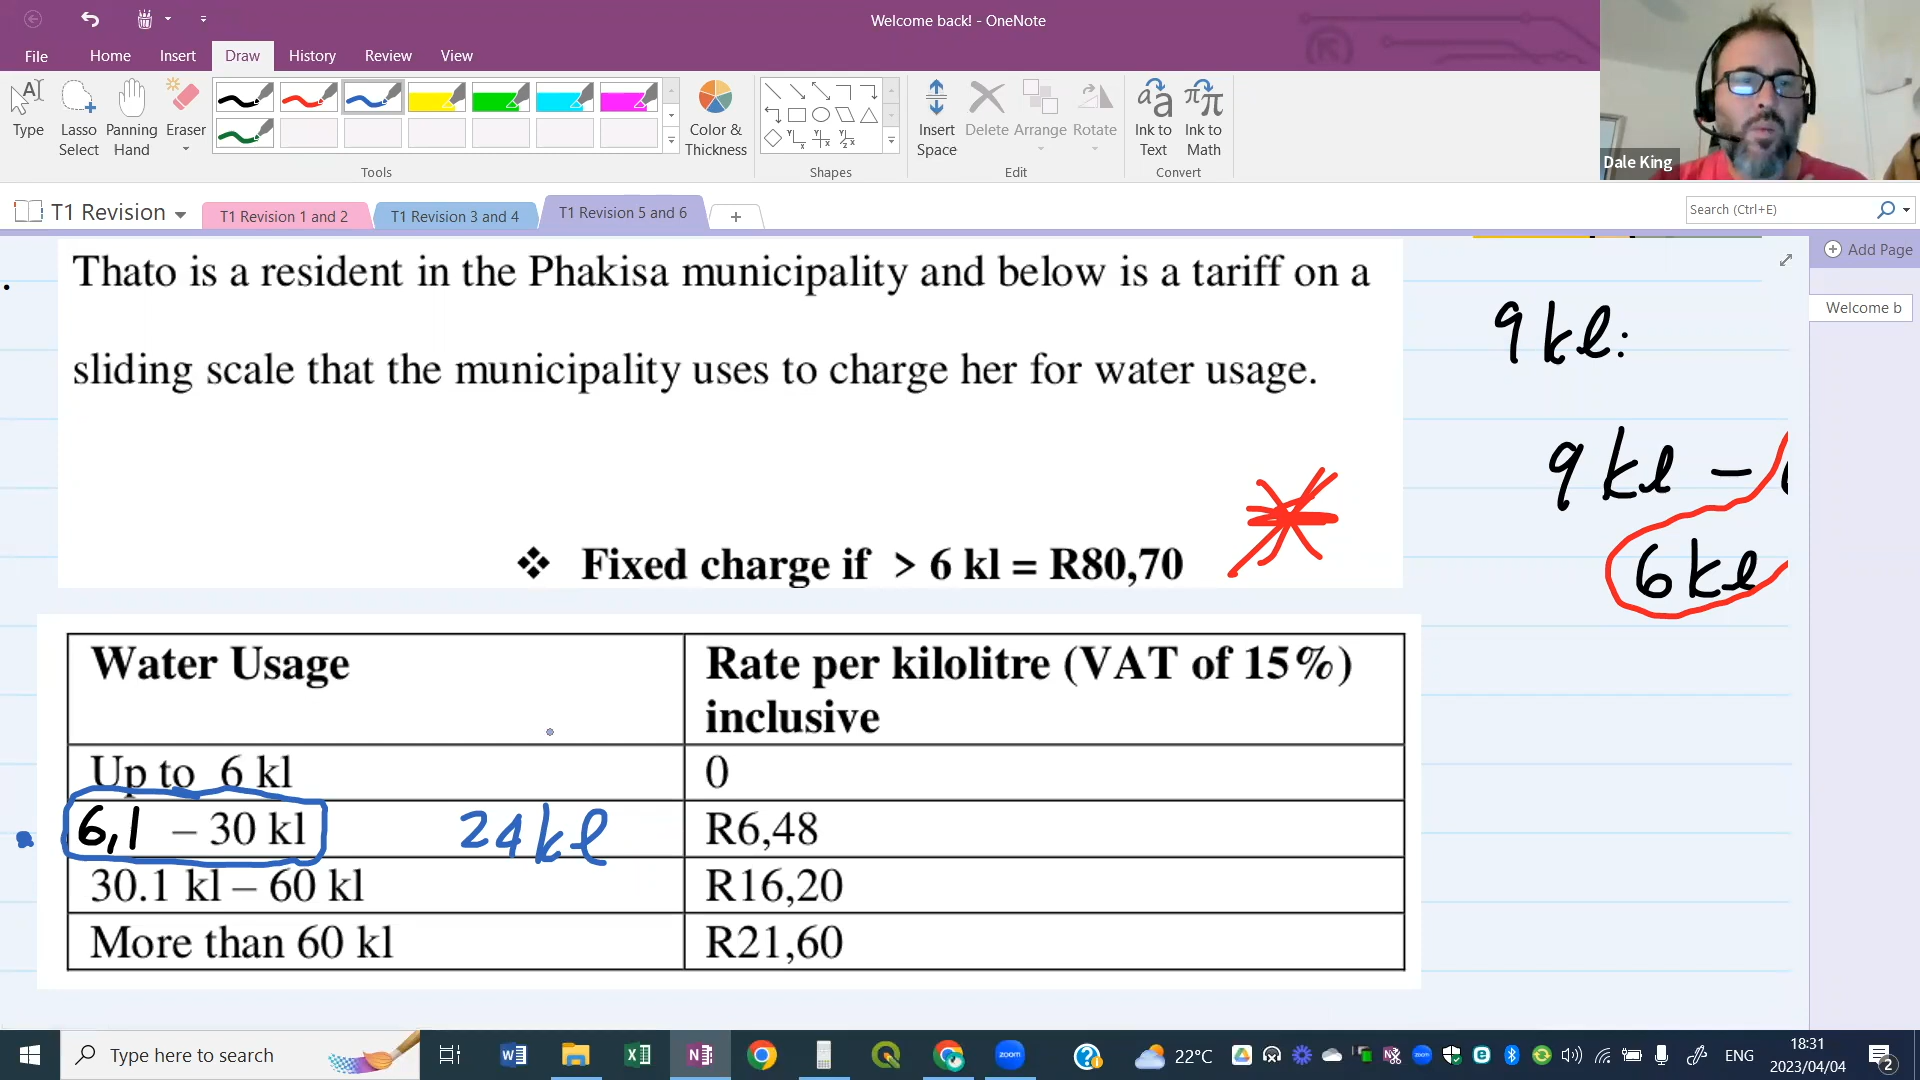 Welcome back! - OneNote
File Home Insert Draw History Review View
Type
Lasso Select
Panning Hand
Eraser
Color & Thickness
Insert Space
Delete
Arrange
Rotate
Ink to Text
Ink to Math
Tools
Shapes
Edit
Convert
Dale King
T1 Revision
T1 Revision 1 and 2
T1 Revision 3 and 4
T1 Revision 5 and 6
Search (Ctrl+E)
Add Page
Welcome b
Thato is a resident in the Phakisa municipality and below is a tariff on a
sliding scale that the municipality uses to charge her for water usage.
❖ Fixed charge if > 6 kl = R80,70
9 kl:
9 kl –
6 kl
Water Usage
Rate per kilolitre (VAT of 15%)
inclusive
Up to 6 kl
0
6,1 – 30 kl
24 kl
R6,48
30.1 kl – 60 kl
R16,20
More than 60 kl
R21,60
Type here to search
zoom
22°C
ENG
18:31
2023/04/04
2